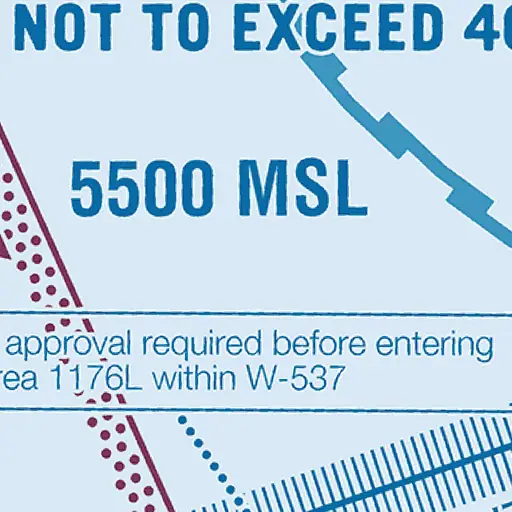 NOT TO EXCEED 40
5500 MSL
approval required before entering
rea 1176L within W-537